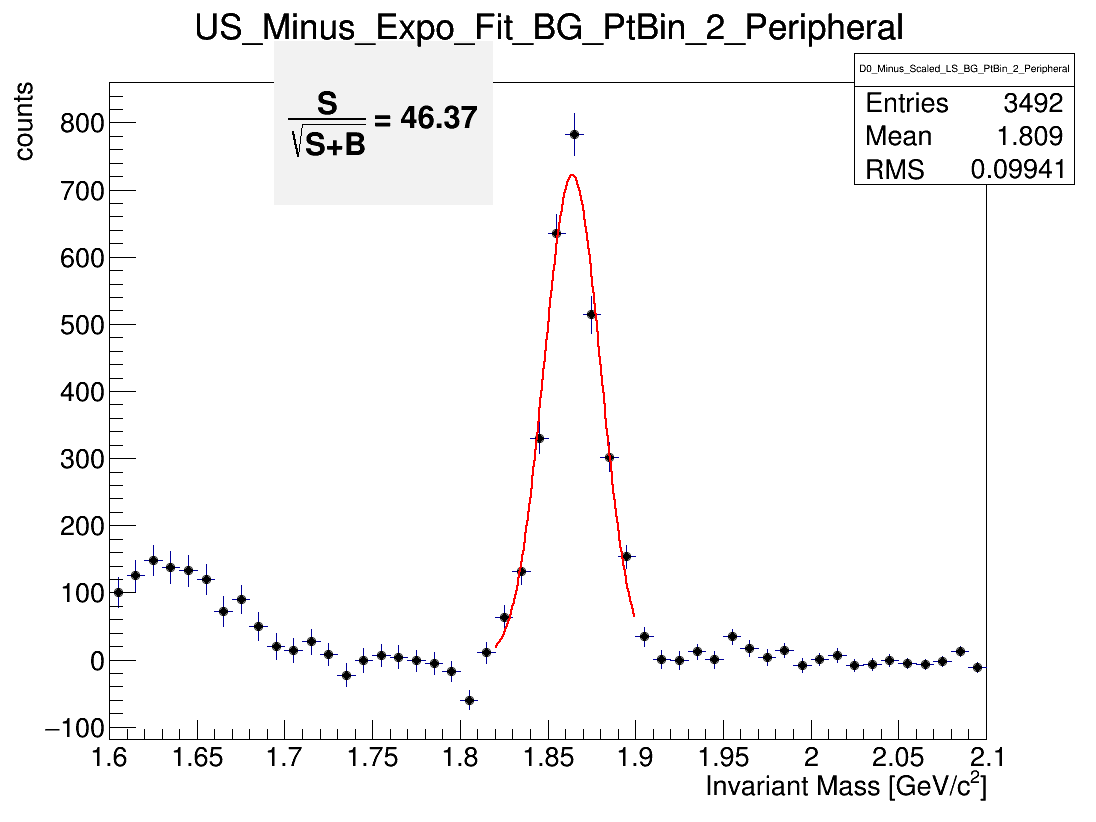 US_Minus_Expo_Fit_BG_PtBin_2_Peripheral
counts
S
√S+B
= 46.37
D0_Minus_Scaled_LS_BG_PtBin_2_Peripheral
Entries 3492
Mean 1.809
RMS 0.09941
800
700
600
500
400
300
200
100
0
−100
1.6 1.65 1.7 1.75 1.8 1.85 1.9 1.95 2 2.05 2.1
Invariant Mass [GeV/c²]